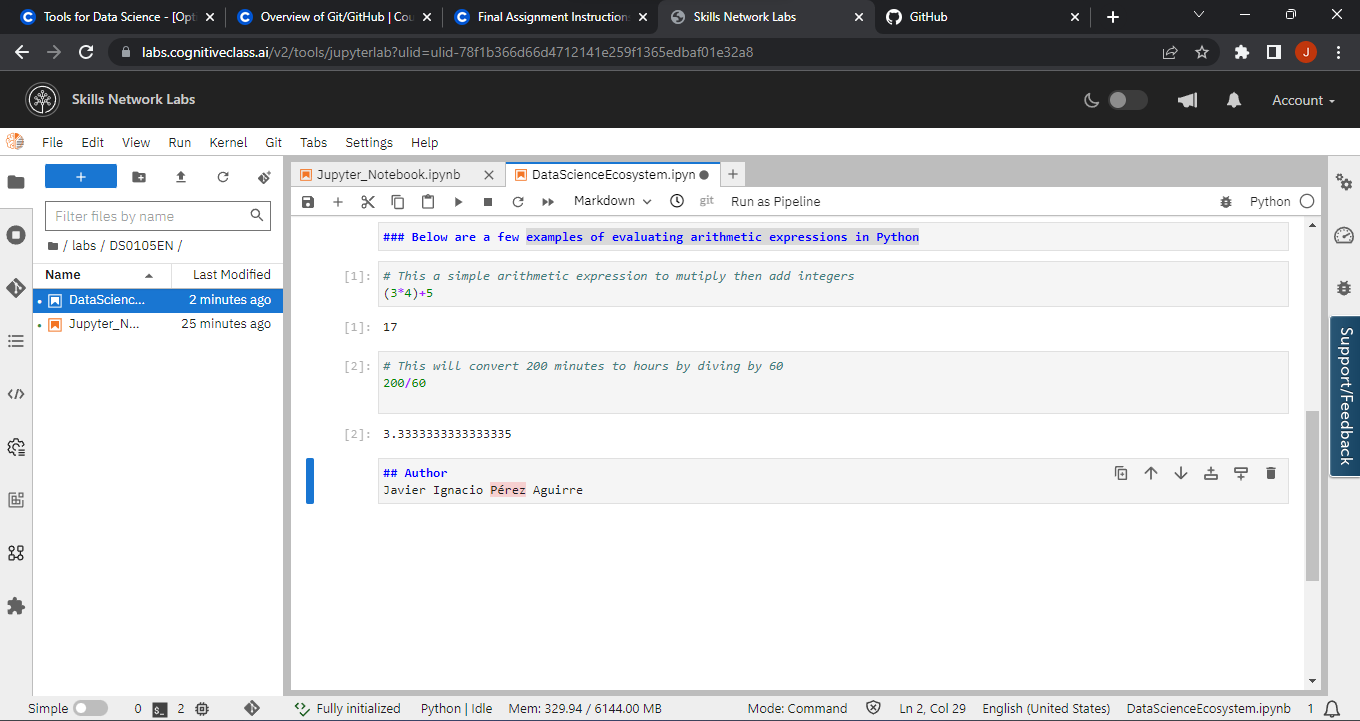 Tools for Data Science - [Opt
Overview of Git/GitHub | Cou
Final Assignment Instructions
Skills Network Labs
GitHub
labs.cognitiveclass.ai/v2/tools/jupyterlab?ulid=ulid-78f1b366d66d4712141e259f1365edbaf01e32a8
J
Skills Network Labs
Account
File Edit View Run Kernel Git Tabs Settings Help
+
Filter files by name
/ labs / DS0105EN /
Name Last Modified
DataScienc... 2 minutes ago
Jupyter_N... 25 minutes ago
Jupyter_Notebook.ipynb
DataScienceEcosystem.ipyn
Markdown
git
Run as Pipeline
Python
### Below are a few examples of evaluating arithmetic expressions in Python
[1]: # This a simple arithmetic expression to mutiply then add integers
(3*4)+5
[1]: 17
[2]: # This will convert 200 minutes to hours by diving by 60
200/60
[2]: 3.3333333333333335
## Author
Javier Ignacio Pérez Aguirre
Support/Feedback
Simple 0 2 Fully initialized Python | Idle Mem: 329.94 / 6144.00 MB Mode: Command Ln 2, Col 29 English (United States) DataScienceEcosystem.ipynb 1